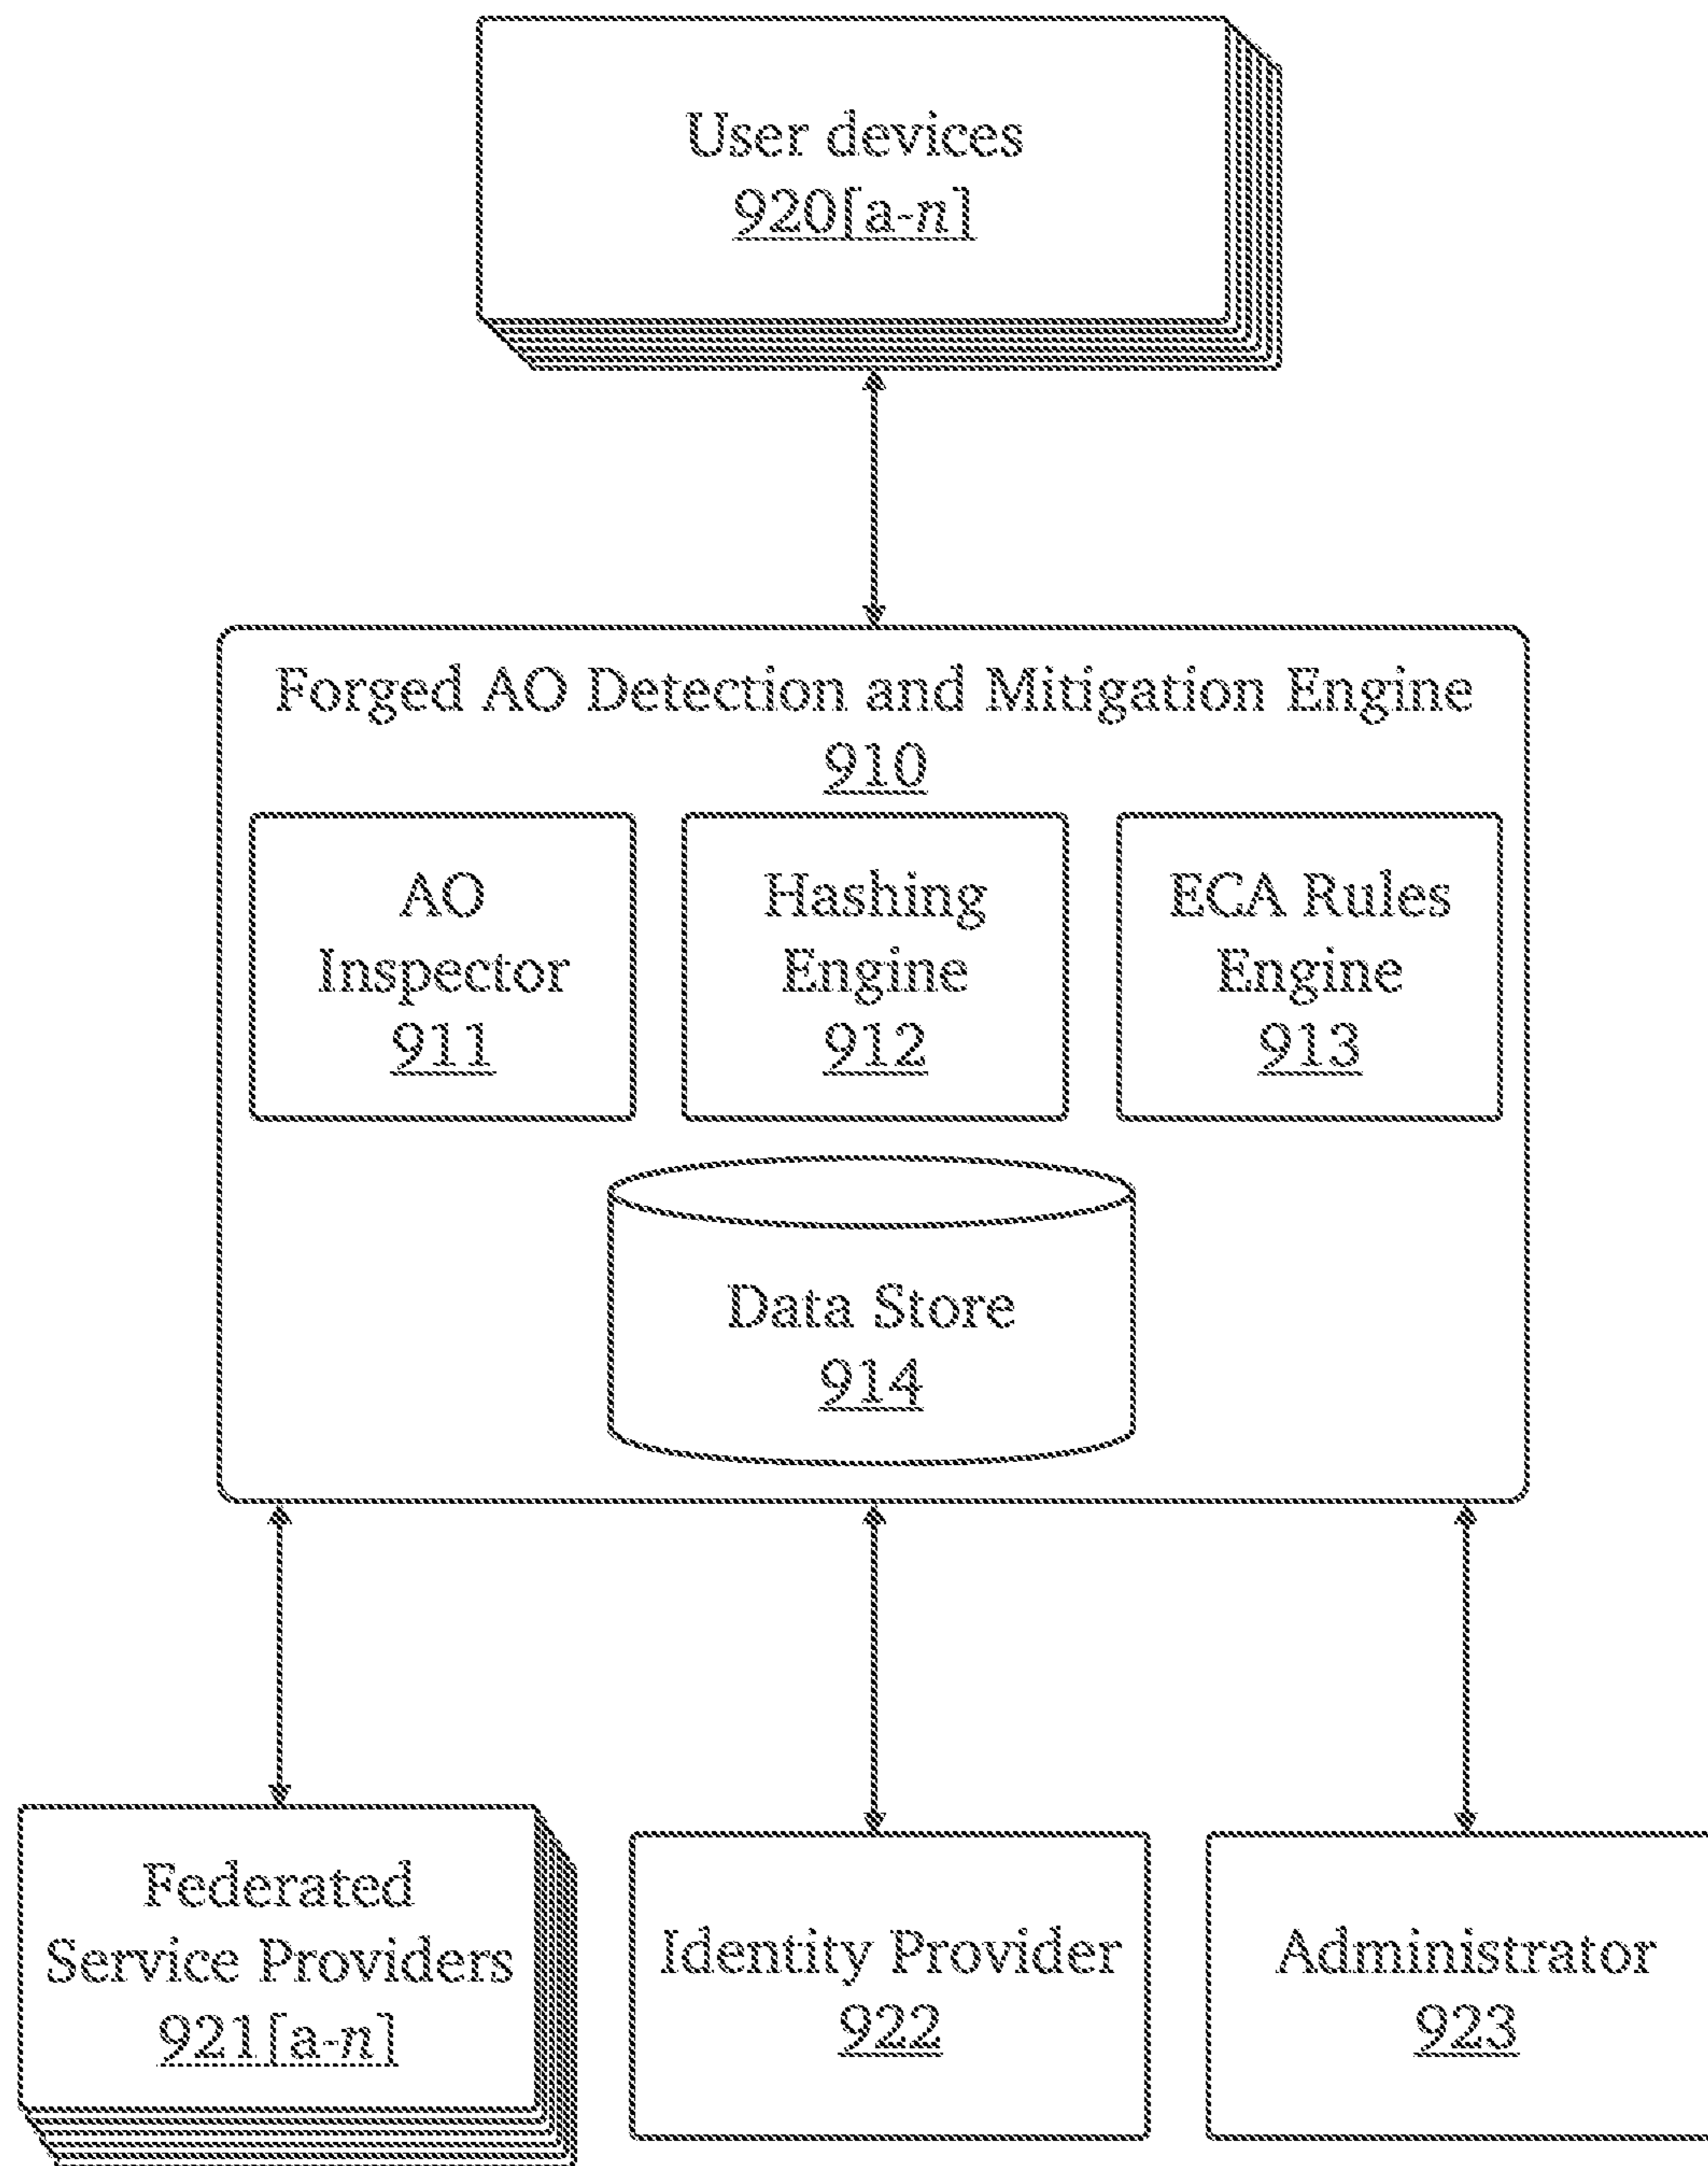 User devices
920[a-n]
Forged AO Detection and Mitigation Engine
910
AO
Inspector
911
Hashing
Engine
912
ECA Rules
Engine
913
Data Store
914
Federated
Service Providers
921[a-n]
Identity Provider
922
Administrator
923